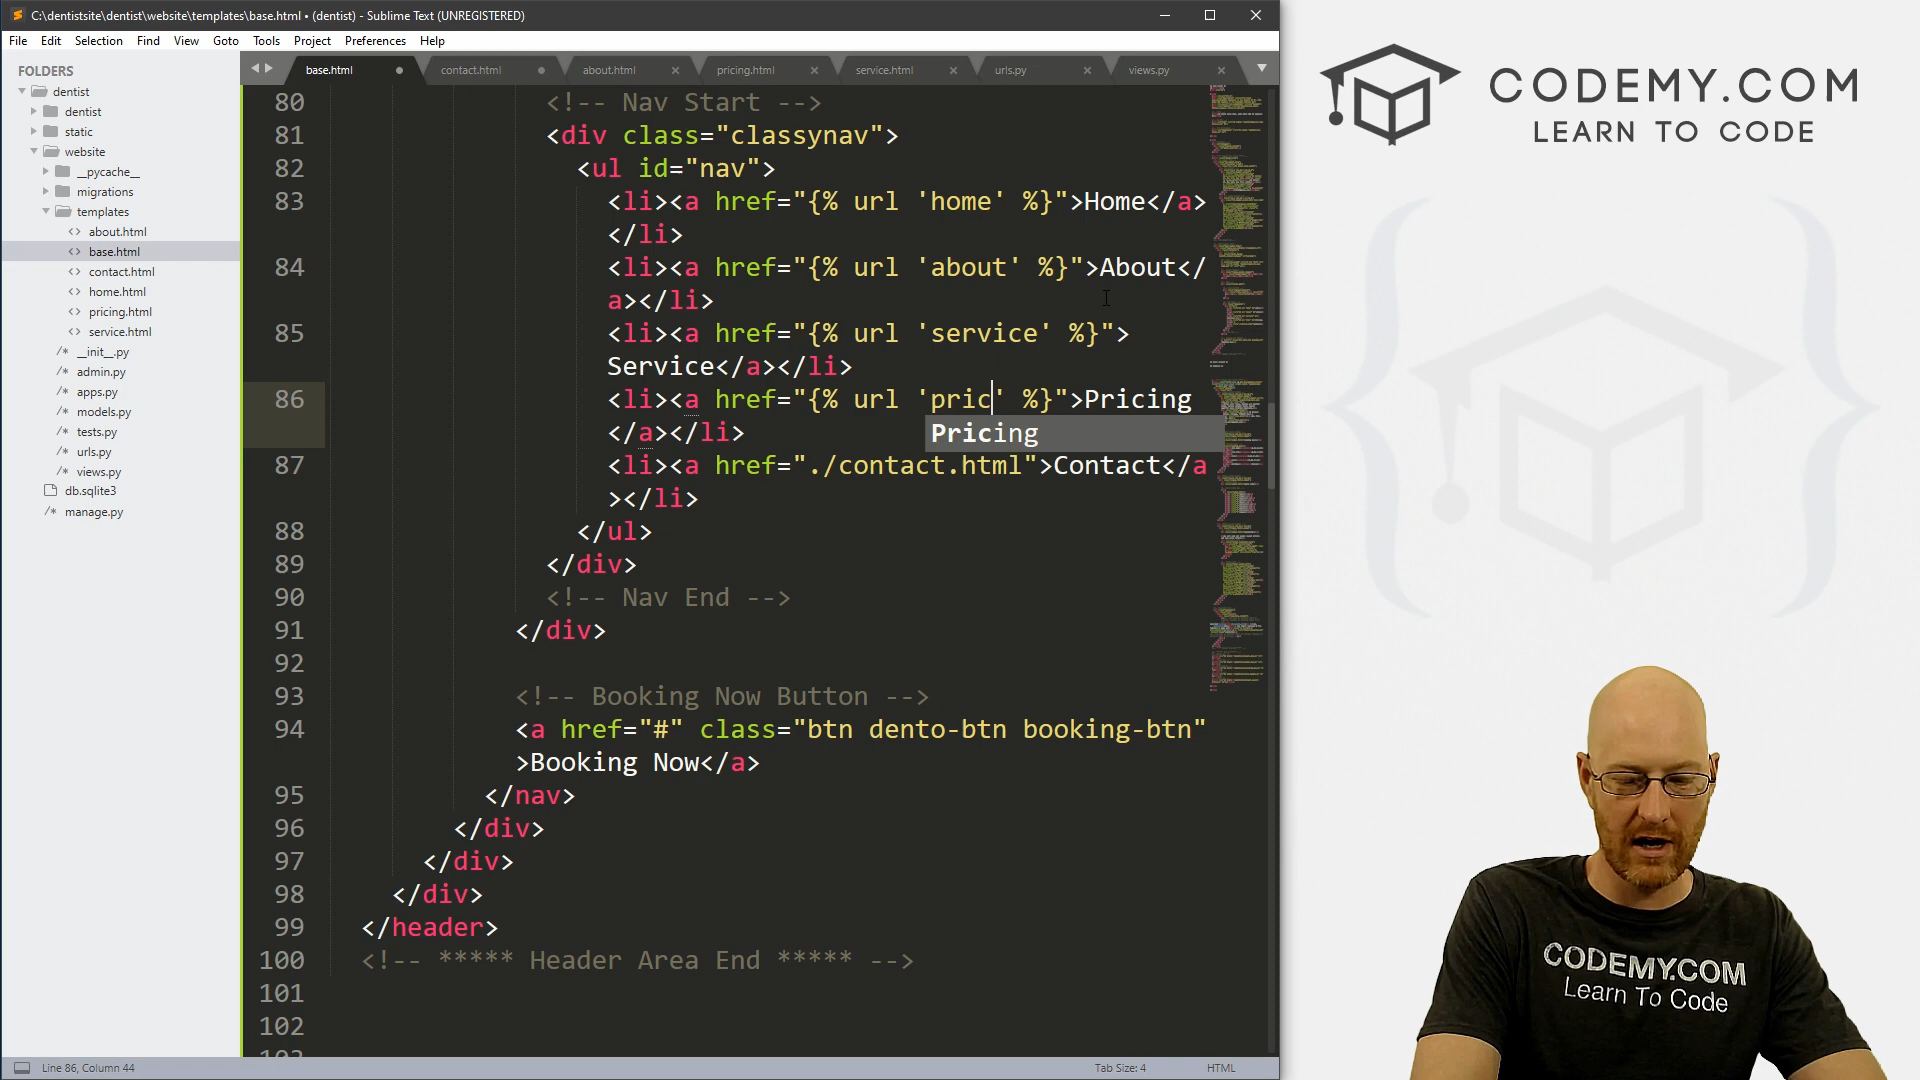 C:\dentistsite\dentist\website\templates\base.html • (dentist) - Sublime Text (UNREGISTERED)
File Edit Selection Find View Goto Tools Project Preferences Help
FOLDERS
dentist
dentist
static
website
__pycache__
migrations
templates
about.html
base.html
contact.html
home.html
pricing.html
service.html
__init__.py
admin.py
apps.py
models.py
tests.py
urls.py
views.py
db.sqlite3
manage.py
base.html contact.html about.html pricing.html service.html urls.py views.py
80 <!-- Nav Start -->
81 <div class="classynav">
82 <ul id="nav">
83 <li><a href="{% url 'home' %}">Home</a>
</li>
84 <li><a href="{% url 'about' %}">About</
a></li>
85 <li><a href="{% url 'service' %}">
Service</a></li>
86 <li><a href="{% url 'pric' %}">Pricing
</a></li>
Pricing
87 <li><a href="./contact.html">Contact</a
></li>
88 </ul>
89 </div>
90 <!-- Nav End -->
91 </div>
92
93 <!-- Booking Now Button -->
94 <a href="#" class="btn dento-btn booking-btn"
>Booking Now</a>
95 </nav>
96 </div>
97 </div>
98 </div>
99 </header>
100 <!-- ***** Header Area End ***** -->
101
102
Line 86, Column 44
Tab Size: 4
HTML
CODEMY.COM
LEARN TO CODE
CODEMY.COM
Learn To Code